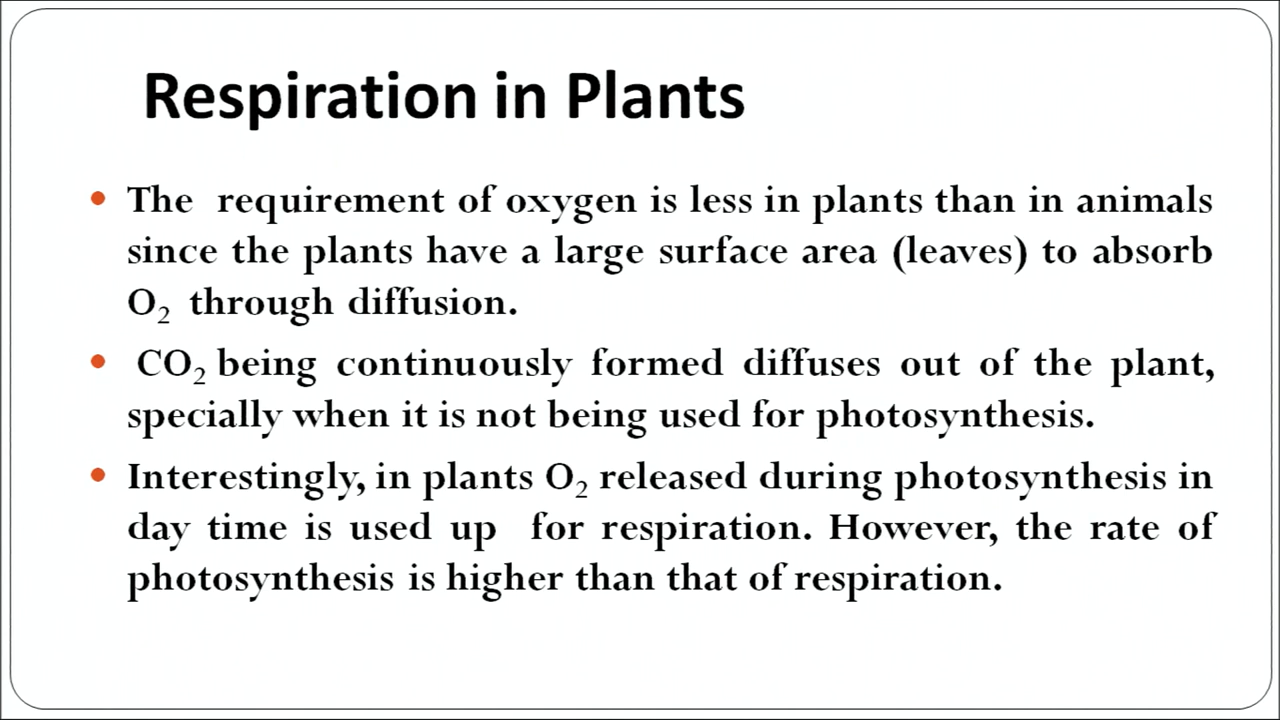 Respiration in Plants
• The requirement of oxygen is less in plants than in animals
since the plants have a large surface area (leaves) to absorb
O₂ through diffusion.
• CO₂ being continuously formed diffuses out of the plant,
specially when it is not being used for photosynthesis.
• Interestingly, in plants O₂ released during photosynthesis in
day time is used up for respiration. However, the rate of
photosynthesis is higher than that of respiration.